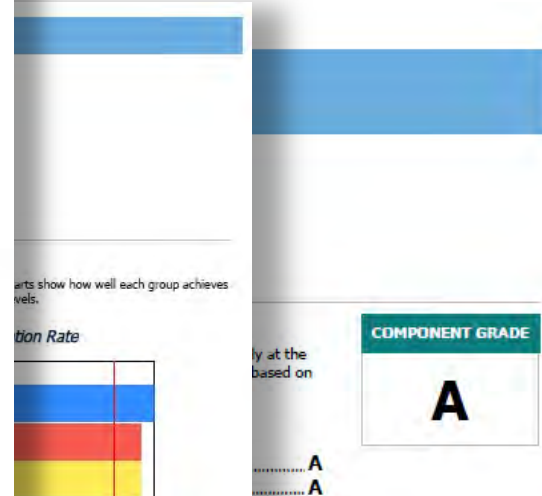 arts show how well each group achieves
vels.
tion Rate
COMPONENT GRADE
A
ly at the
based on
A
A